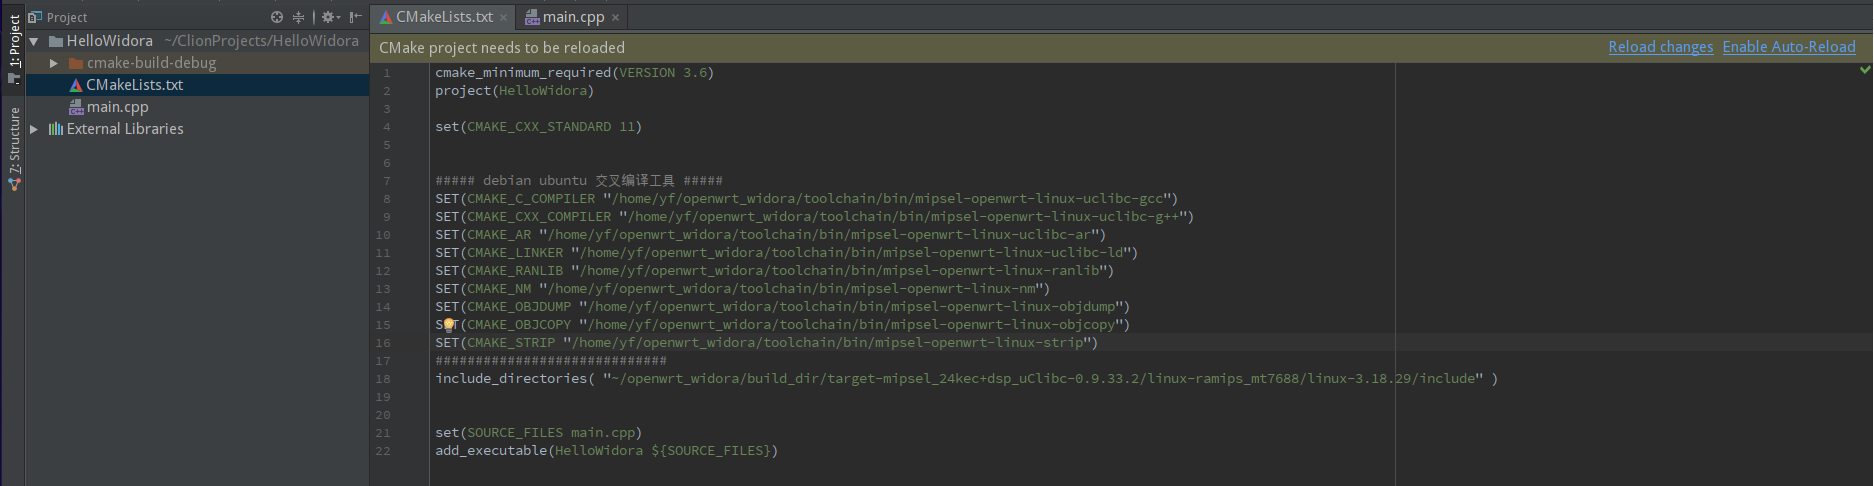 Project
CMakeLists.txt
main.cpp
1: Project
7: Structure
HelloWidora ~/ClionProjects/HelloWidora
cmake-build-debug
CMakeLists.txt
main.cpp
External Libraries
CMake project needs to be reloaded
Reload changes Enable Auto-Reload
1 cmake_minimum_required(VERSION 3.6)
2 project(HelloWidora)
3
4 set(CMAKE_CXX_STANDARD 11)
5
6
7 ##### debian ubuntu 交叉编译工具 #####
8 SET(CMAKE_C_COMPILER "/home/yf/openwrt_widora/toolchain/bin/mipsel-openwrt-linux-uclibc-gcc")
9 SET(CMAKE_CXX_COMPILER "/home/yf/openwrt_widora/toolchain/bin/mipsel-openwrt-linux-uclibc-g++")
10 SET(CMAKE_AR "/home/yf/openwrt_widora/toolchain/bin/mipsel-openwrt-linux-uclibc-ar")
11 SET(CMAKE_LINKER "/home/yf/openwrt_widora/toolchain/bin/mipsel-openwrt-linux-uclibc-ld")
12 SET(CMAKE_RANLIB "/home/yf/openwrt_widora/toolchain/bin/mipsel-openwrt-linux-ranlib")
13 SET(CMAKE_NM "/home/yf/openwrt_widora/toolchain/bin/mipsel-openwrt-linux-nm")
14 SET(CMAKE_OBJDUMP "/home/yf/openwrt_widora/toolchain/bin/mipsel-openwrt-linux-objdump")
15 SET(CMAKE_OBJCOPY "/home/yf/openwrt_widora/toolchain/bin/mipsel-openwrt-linux-objcopy")
16 SET(CMAKE_STRIP "/home/yf/openwrt_widora/toolchain/bin/mipsel-openwrt-linux-strip")
17 #############################
18 include_directories( "~/openwrt_widora/build_dir/target-mipsel_24kec+dsp_uClibc-0.9.33.2/linux-ramips_mt7688/linux-3.18.29/include" )
19
20
21 set(SOURCE_FILES main.cpp)
22 add_executable(HelloWidora ${SOURCE_FILES})